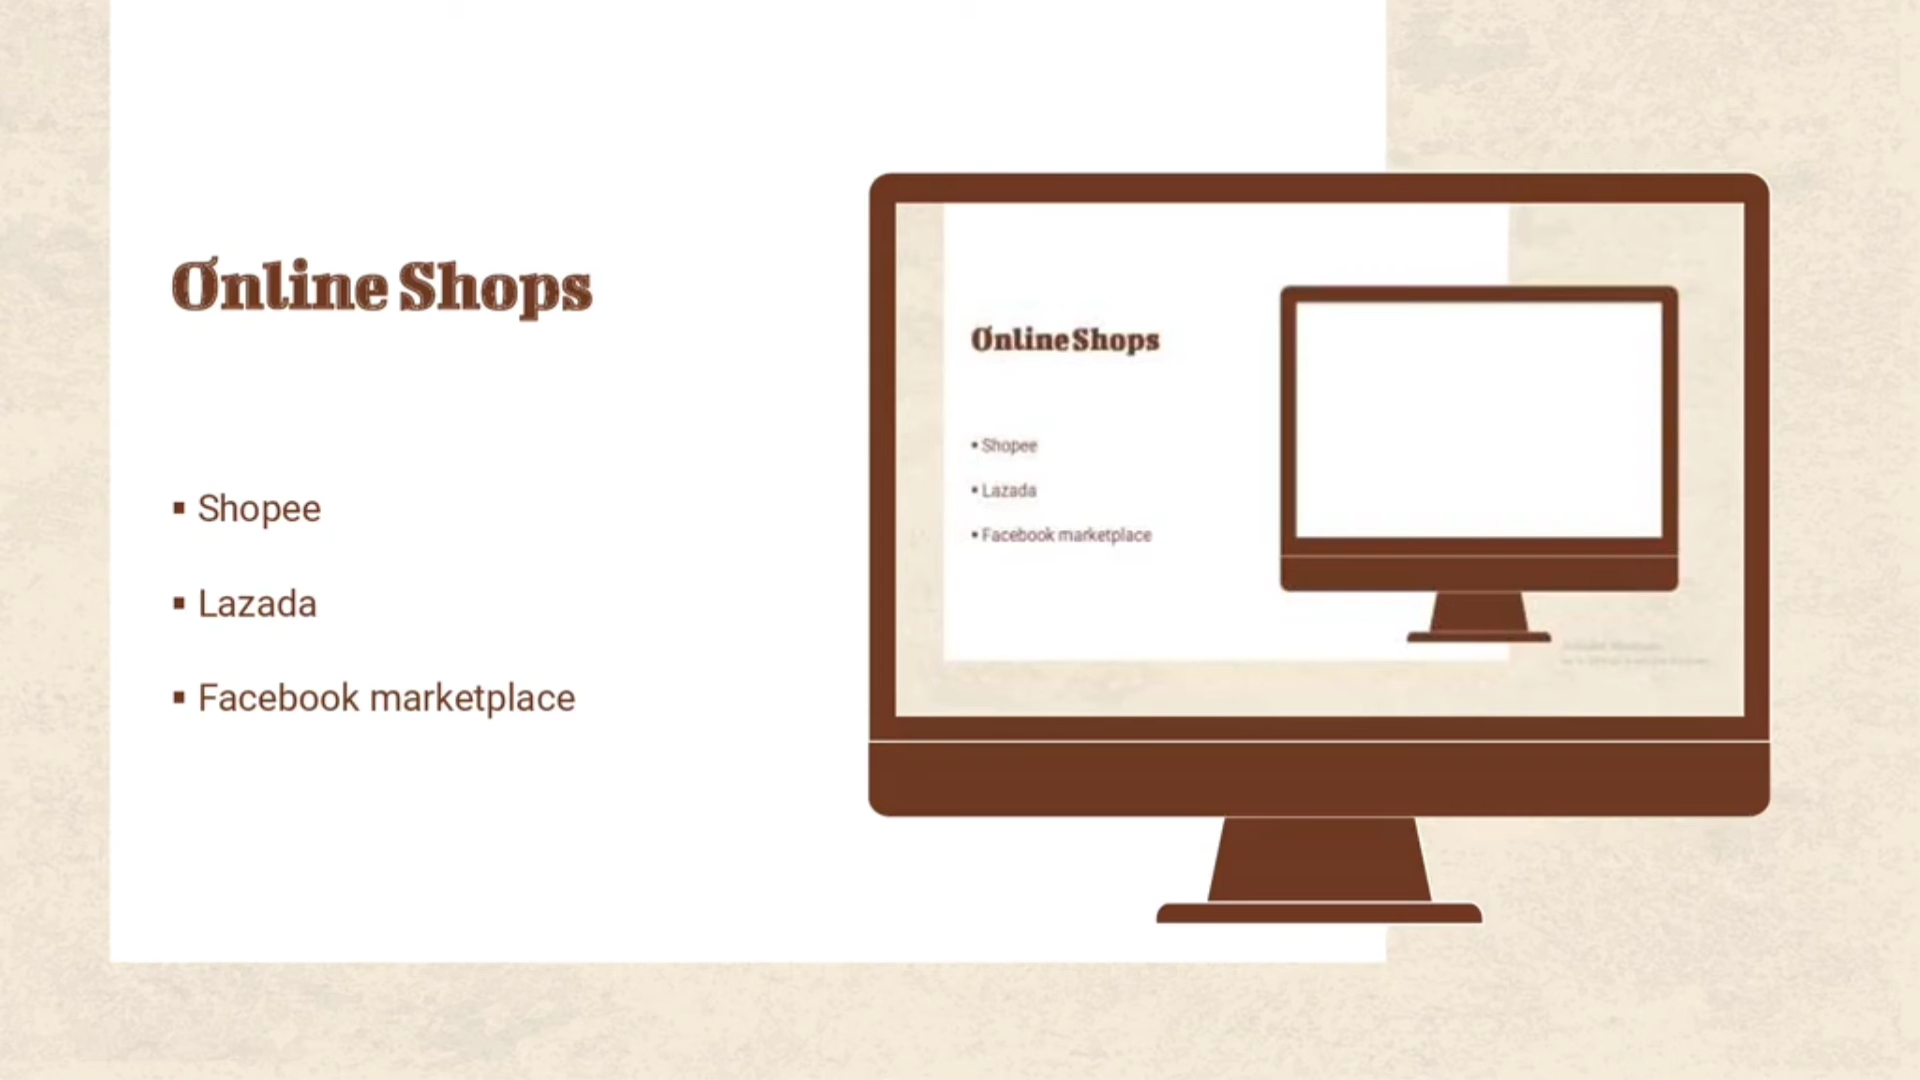 Online Shops
▪ Shopee
▪ Lazada
▪ Facebook marketplace
Online Shops
▪ Shopee
▪ Lazada
▪ Facebook marketplace